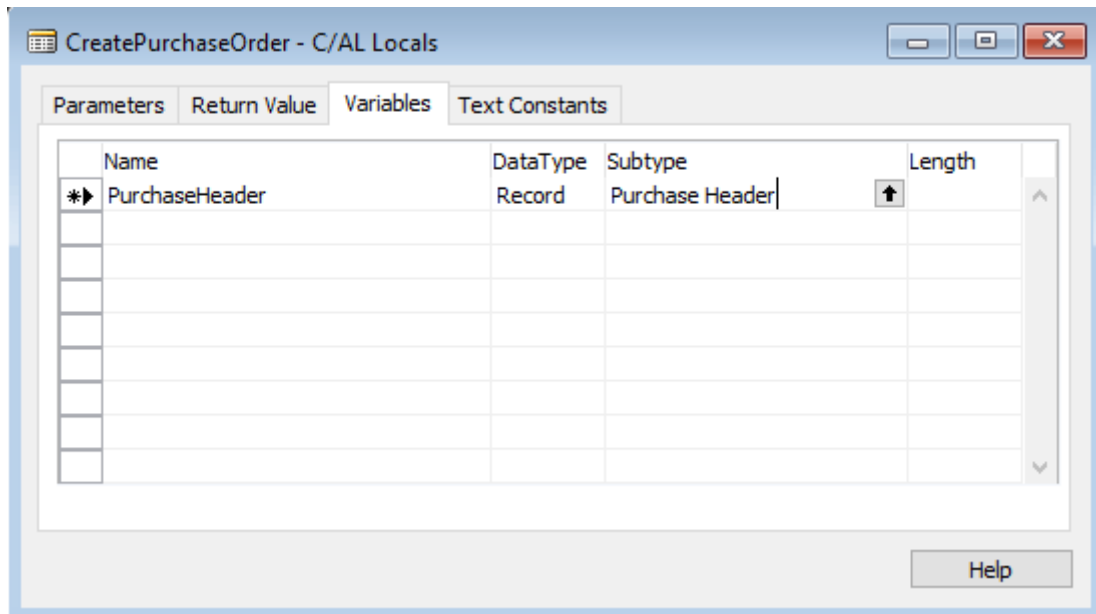 CreatePurchaseOrder - C/AL Locals
Parameters Return Value Variables Text Constants
Name DataType Subtype Length
PurchaseHeader Record Purchase Header
Help